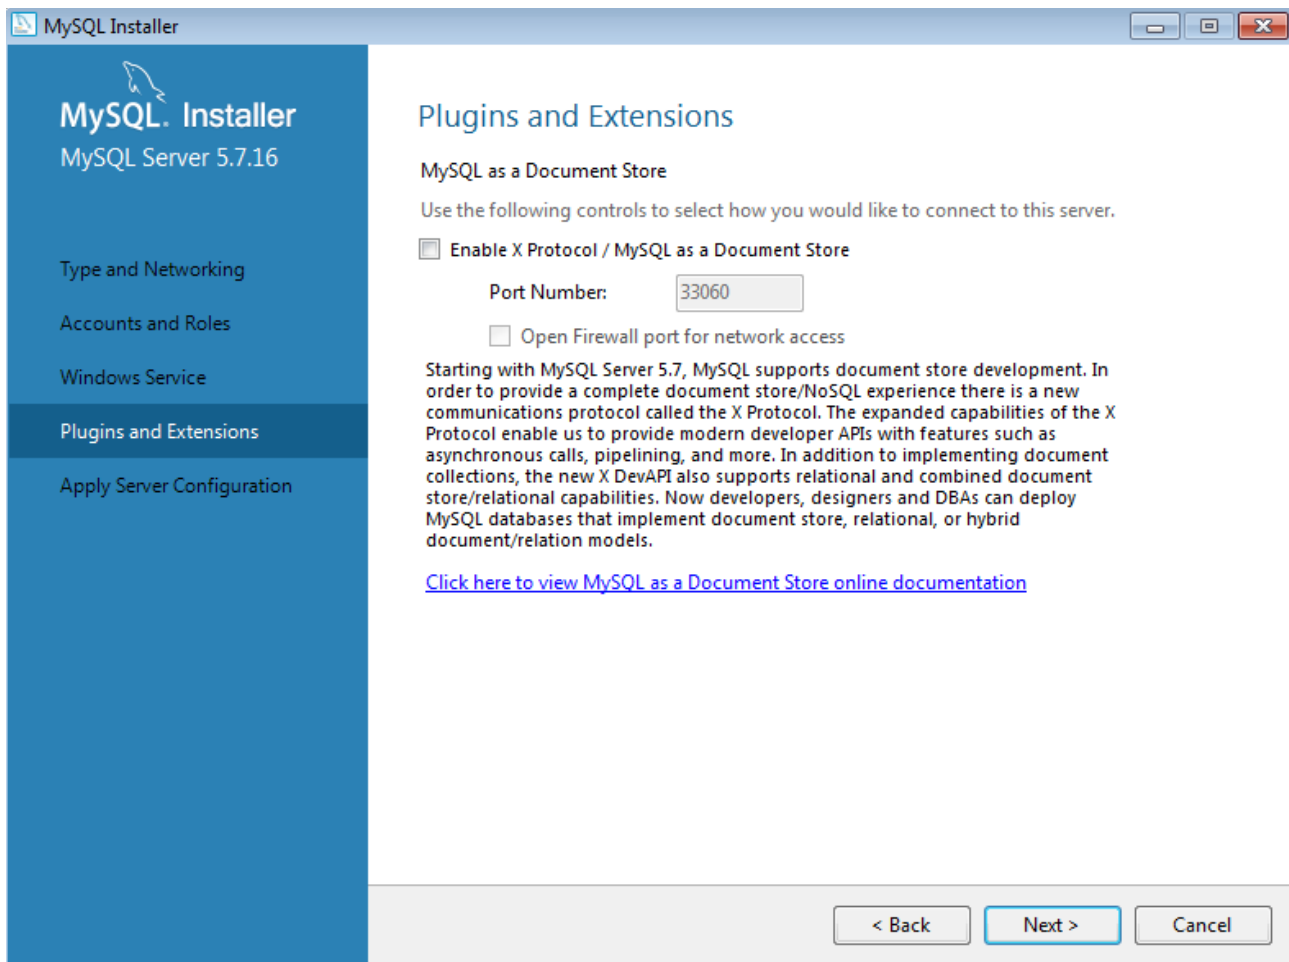 MySQL Installer
MySQL. Installer
MySQL Server 5.7.16
Type and Networking
Accounts and Roles
Windows Service
Plugins and Extensions
Apply Server Configuration
Plugins and Extensions
MySQL as a Document Store
Use the following controls to select how you would like to connect to this server.
Enable X Protocol / MySQL as a Document Store
Port Number: 33060
Open Firewall port for network access
Starting with MySQL Server 5.7, MySQL supports document store development. In
order to provide a complete document store/NoSQL experience there is a new
communications protocol called the X Protocol. The expanded capabilities of the X
Protocol enable us to provide modern developer APIs with features such as
asynchronous calls, pipelining, and more. In addition to implementing document
collections, the new X DevAPI also supports relational and combined document
store/relational capabilities. Now developers, designers and DBAs can deploy
MySQL databases that implement document store, relational, or hybrid
document/relation models.
Click here to view MySQL as a Document Store online documentation
< Back Next > Cancel